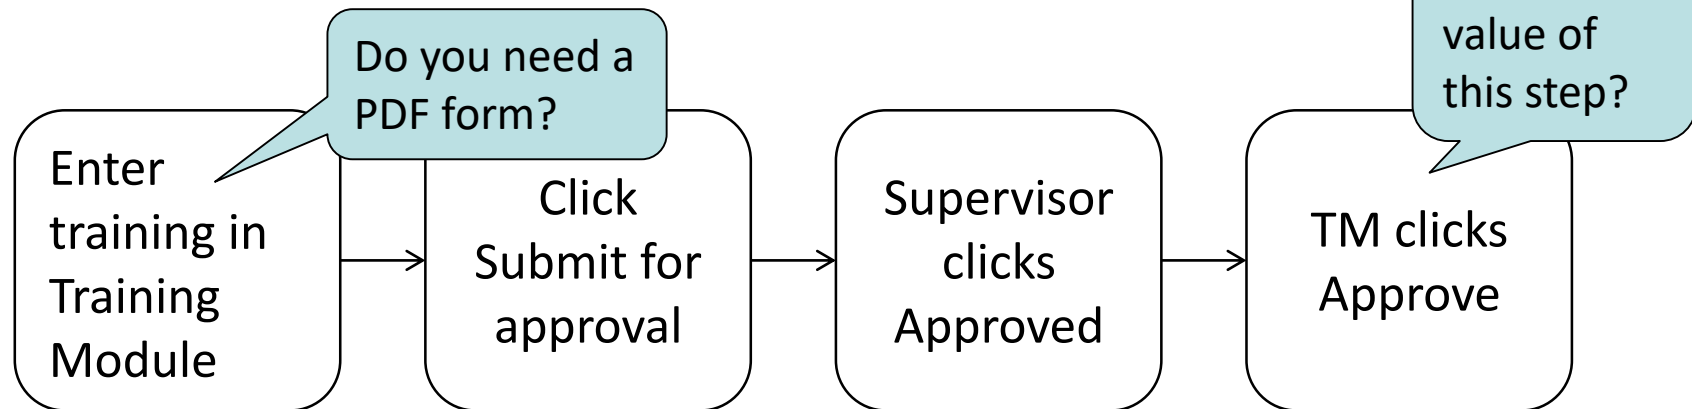 Do you need a
PDF form?
value of
this step?
Enter
training in
Training
Module
Click
Submit for
approval
Supervisor
clicks
Approved
TM clicks
Approve